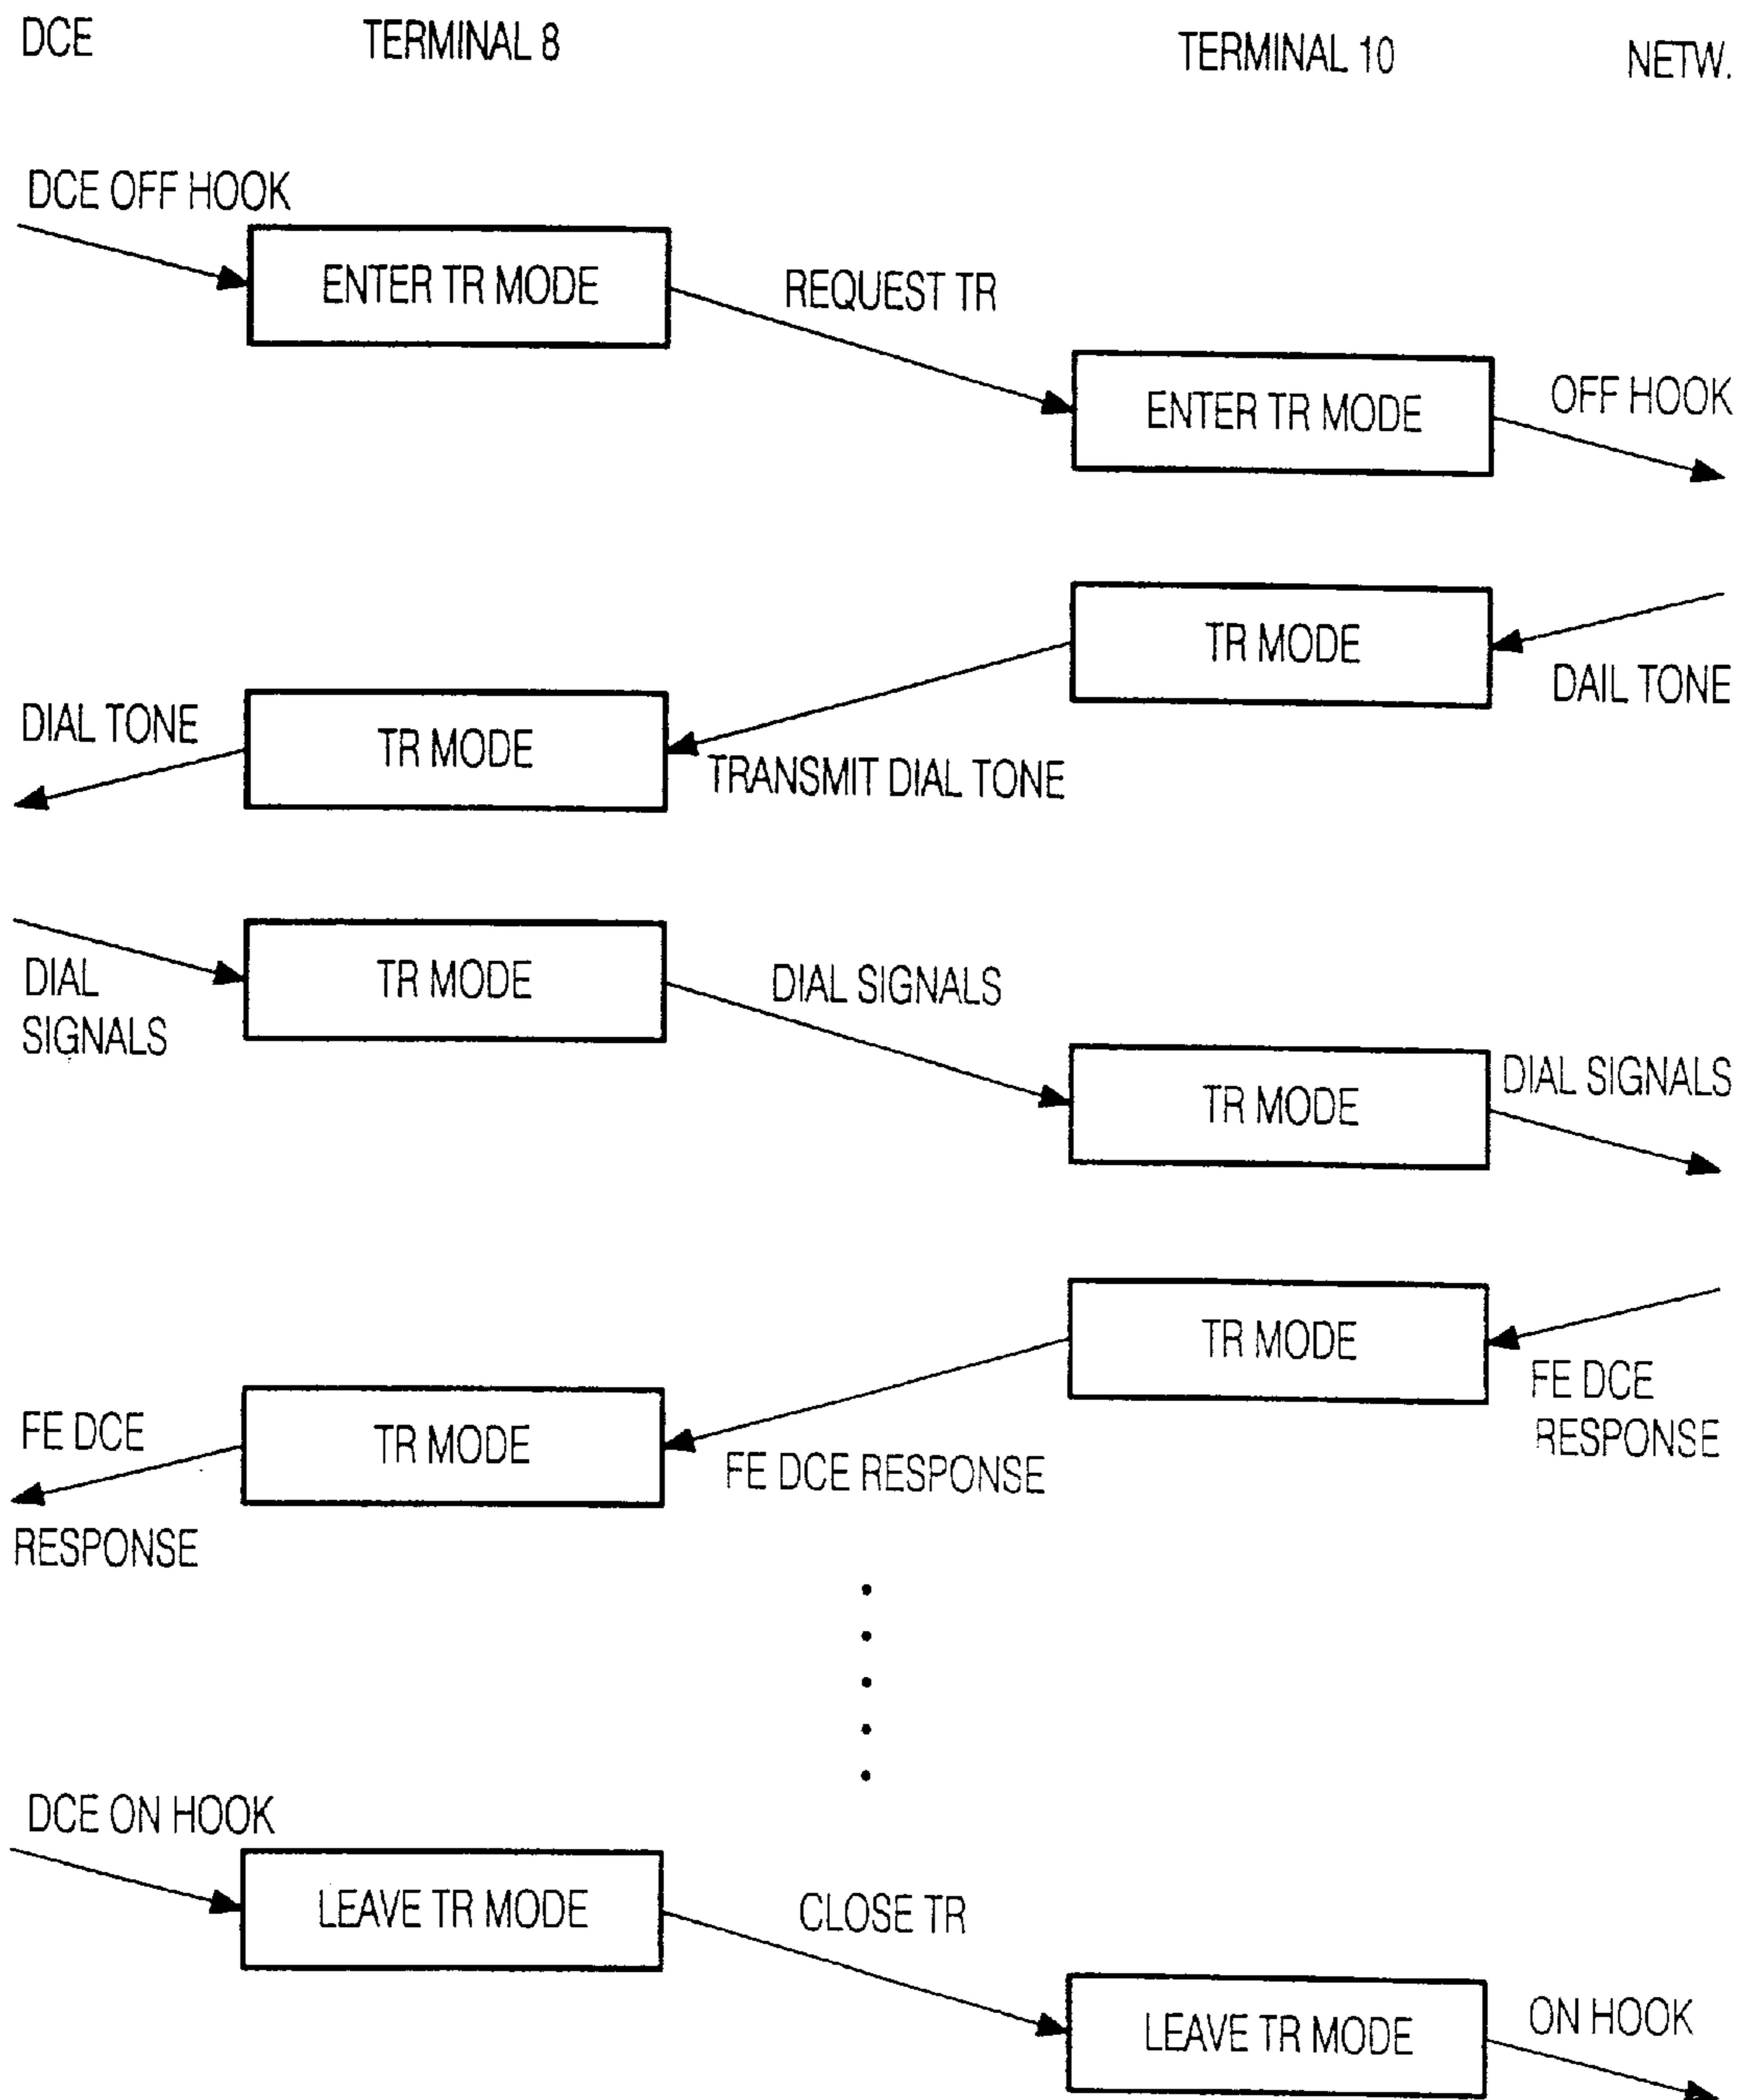 DCE
TERMINAL 8
TERMINAL 10
NETW.
DCE OFF HOOK
ENTER TR MODE
REQUEST TR
ENTER TR MODE
OFF HOOK
TR MODE
DAIL TONE
DIAL TONE
TR MODE
TRANSMIT DIAL TONE
DIAL
SIGNALS
TR MODE
DIAL SIGNALS
TR MODE
DIAL SIGNALS
TR MODE
FE DCE
RESPONSE
FE DCE
RESPONSE
TR MODE
FE DCE RESPONSE
DCE ON HOOK
LEAVE TR MODE
CLOSE TR
LEAVE TR MODE
ON HOOK